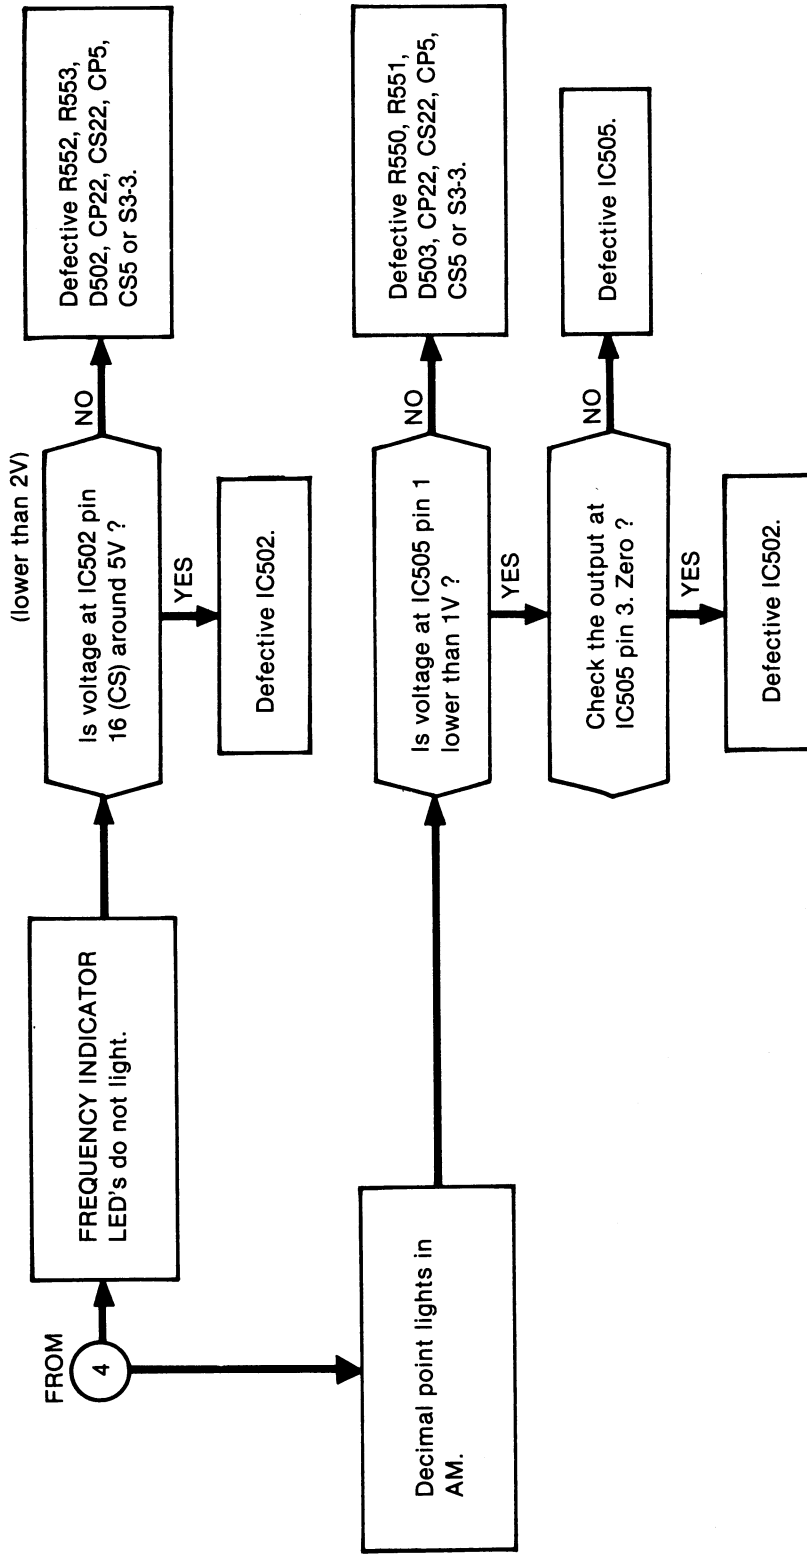 FROM
4
FREQUENCY INDICATOR
LED's do not light.
(lower than 2V)
Is voltage at IC502 pin
16 (CS) around 5V ?
NO
Defective R552, R553,
D502, CP22, CS22, CP5,
CS5 or S3-3.
YES
Defective IC502.
Decimal point lights in
AM.
Is voltage at IC505 pin 1
lower than 1V ?
NO
Defective R550, R551,
D503, CP22, CS22, CP5,
CS5 or S3-3.
YES
Check the output at
IC505 pin 3. Zero ?
NO
Defective IC505.
YES
Defective IC502.